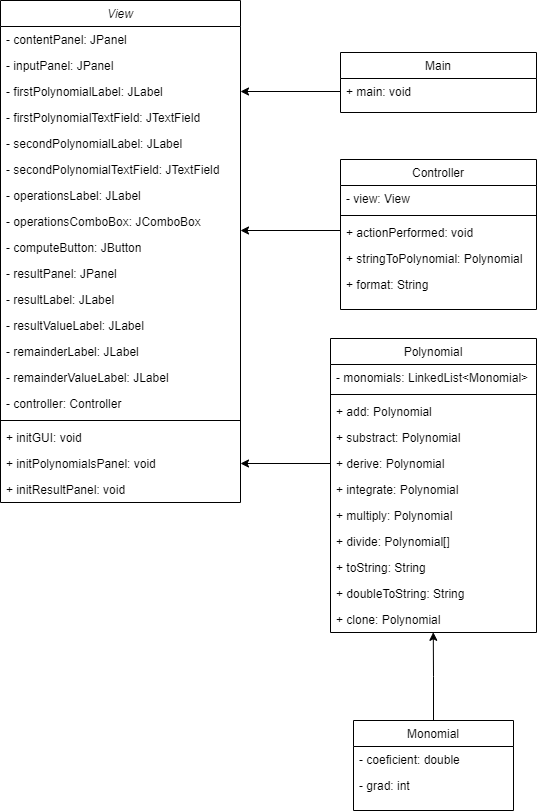 View
- contentPanel: JPanel
- inputPanel: JPanel
- firstPolynomialLabel: JLabel
- firstPolynomialTextField: JTextField
- secondPolynomialLabel: JLabel
- secondPolynomialTextField: JTextField
- operationsLabel: JLabel
- operationsComboBox: JComboBox
- computeButton: JButton
- resultPanel: JPanel
- resultLabel: JLabel
- resultValueLabel: JLabel
- remainderLabel: JLabel
- remainderValueLabel: JLabel
- controller: Controller
+ initGUI: void
+ initPolynomialsPanel: void
+ initResultPanel: void
Main
+ main: void
Controller
- view: View
+ actionPerformed: void
+ stringToPolynomial: Polynomial
+ format: String
Polynomial
- monomials: LinkedList<Monomial>
+ add: Polynomial
+ substract: Polynomial
+ derive: Polynomial
+ integrate: Polynomial
+ multiply: Polynomial
+ divide: Polynomial[]
+ toString: String
+ doubleToString: String
+ clone: Polynomial
Monomial
- coeficient: double
- grad: int